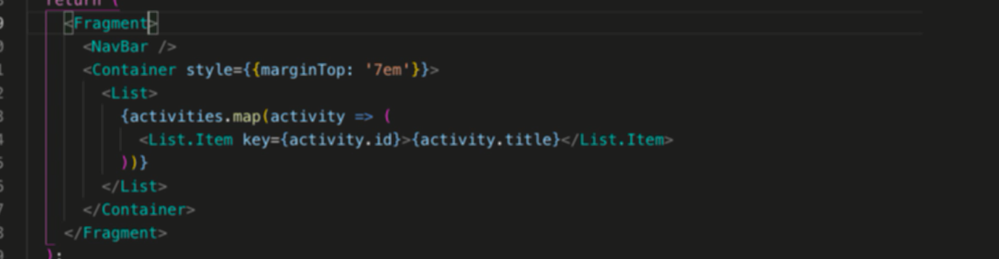 return (
<Fragment>
<NavBar />
<Container style={{marginTop: '7em'}}>
<List>
{activities.map(activity => (
<List.Item key={activity.id}>{activity.title}</List.Item>
))}
</List>
</Container>
</Fragment>
);